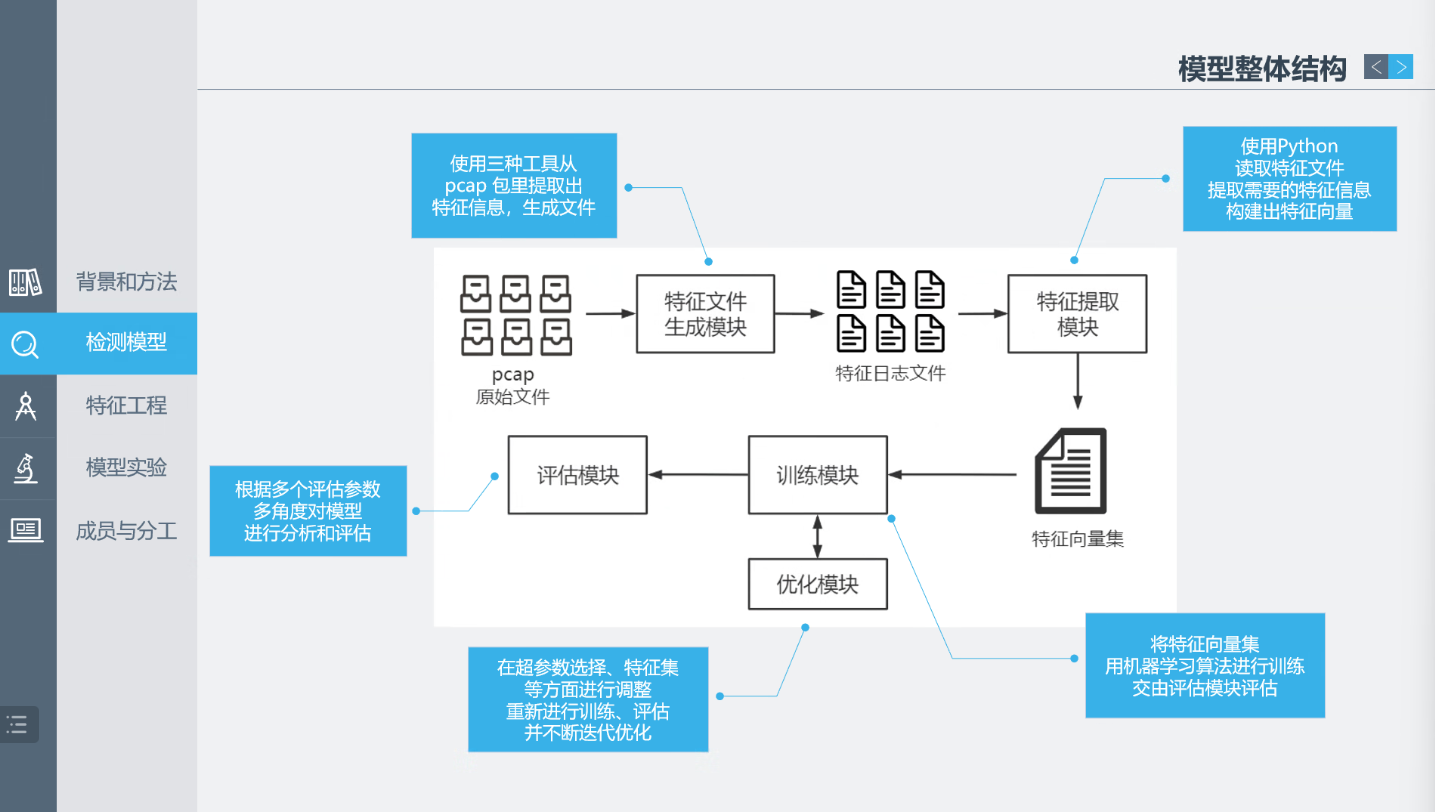 模型整体结构
背景和方法
检测模型
特征工程
模型实验
成员与分工
使用三种工具从
pcap 包里提取出
特征信息，生成文件
使用Python
读取特征文件
提取需要的特征信息
构建出特征向量
pcap
原始文件
特征文件
生成模块
特征日志文件
特征提取
模块
特征向量集
训练模块
评估模块
优化模块
根据多个评估参数
多角度对模型
进行分析和评估
在超参数选择、特征集
等方面进行调整
重新进行训练、评估
并不断迭代优化
将特征向量集
用机器学习算法进行训练
交由评估模块评估